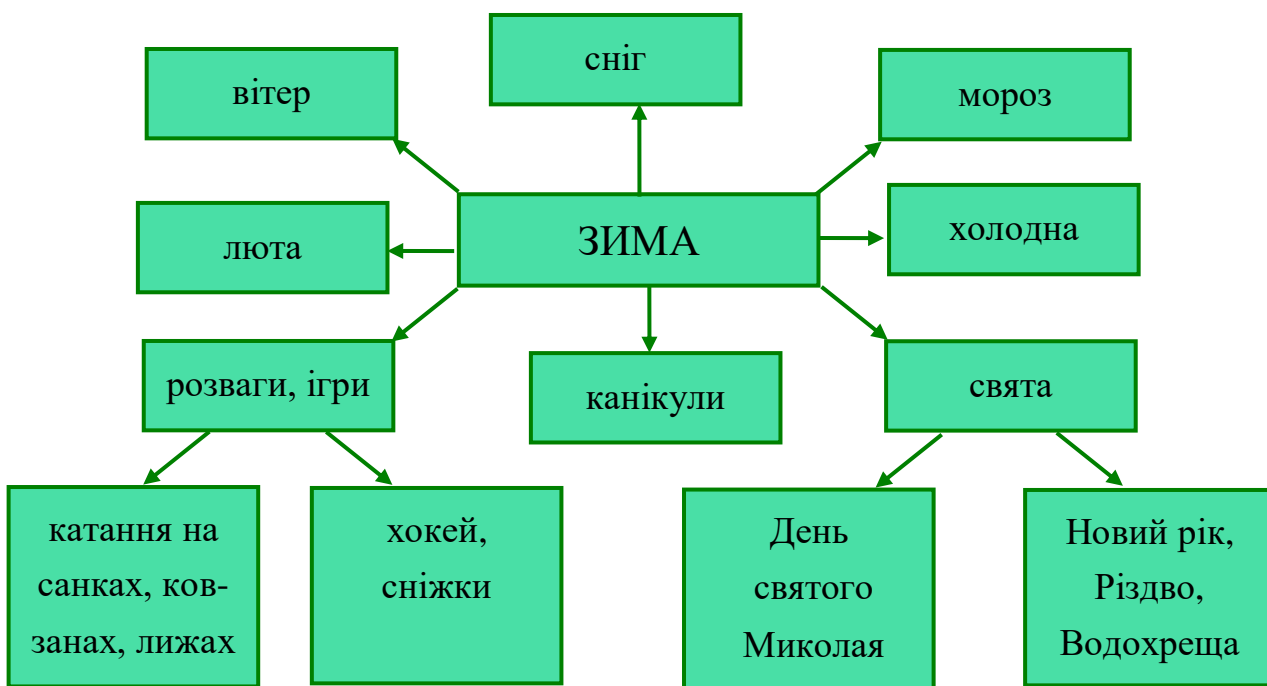 сніг
вітер
мороз
ЗИМА
холодна
люта
розваги, ігри
канікули
свята
катання на
санках, ков-
занах, лижах
хокей,
сніжки
День
святого
Миколая
Новий рік,
Різдво,
Водохреща